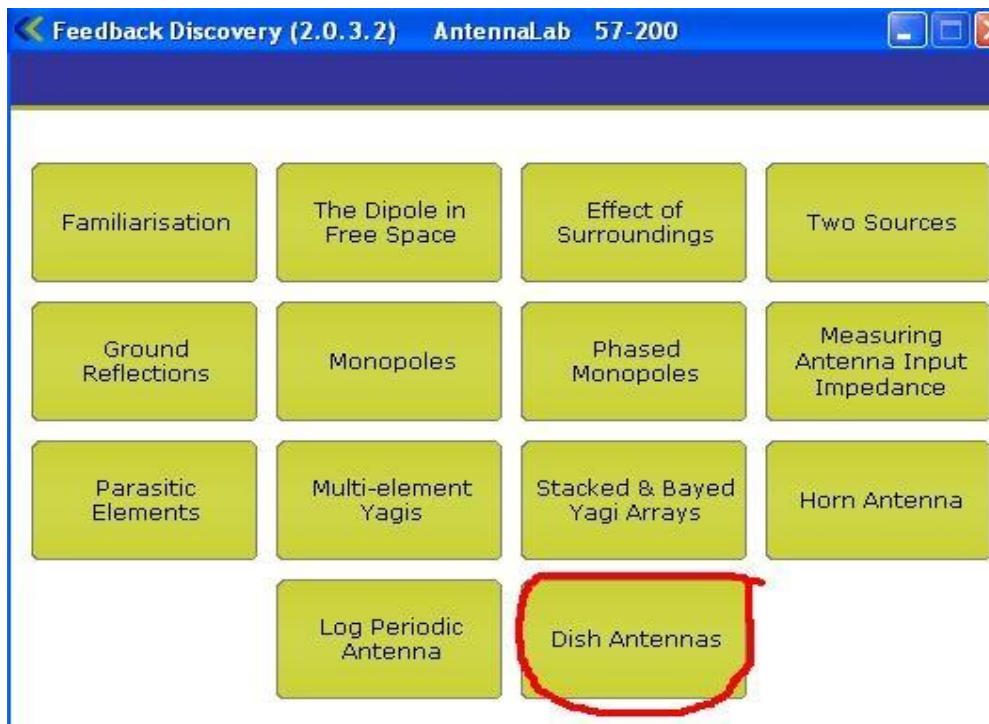 Feedback Discovery (2.0.3.2) AntennaLab 57-200
Familiarisation
The Dipole in
Free Space
Effect of
Surroundings
Two Sources
Ground
Reflections
Monopoles
Phased
Monopoles
Measuring
Antenna Input
Impedance
Parasitic
Elements
Multi-element
Yagis
Stacked & Bayed
Yagi Arrays
Horn Antenna
Log Periodic
Antenna
Dish Antennas